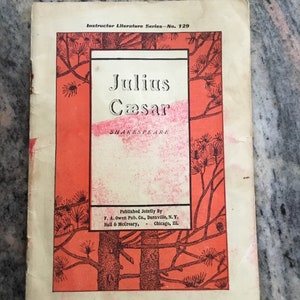 Instructor Literature Series—No. 129
Julius
Cæsar
SHAKESPEARE
Published Jointly By
F. A. Owen Pub. Co., Dansville, N. Y.
Hall & McCreary, - Chicago, Ill.